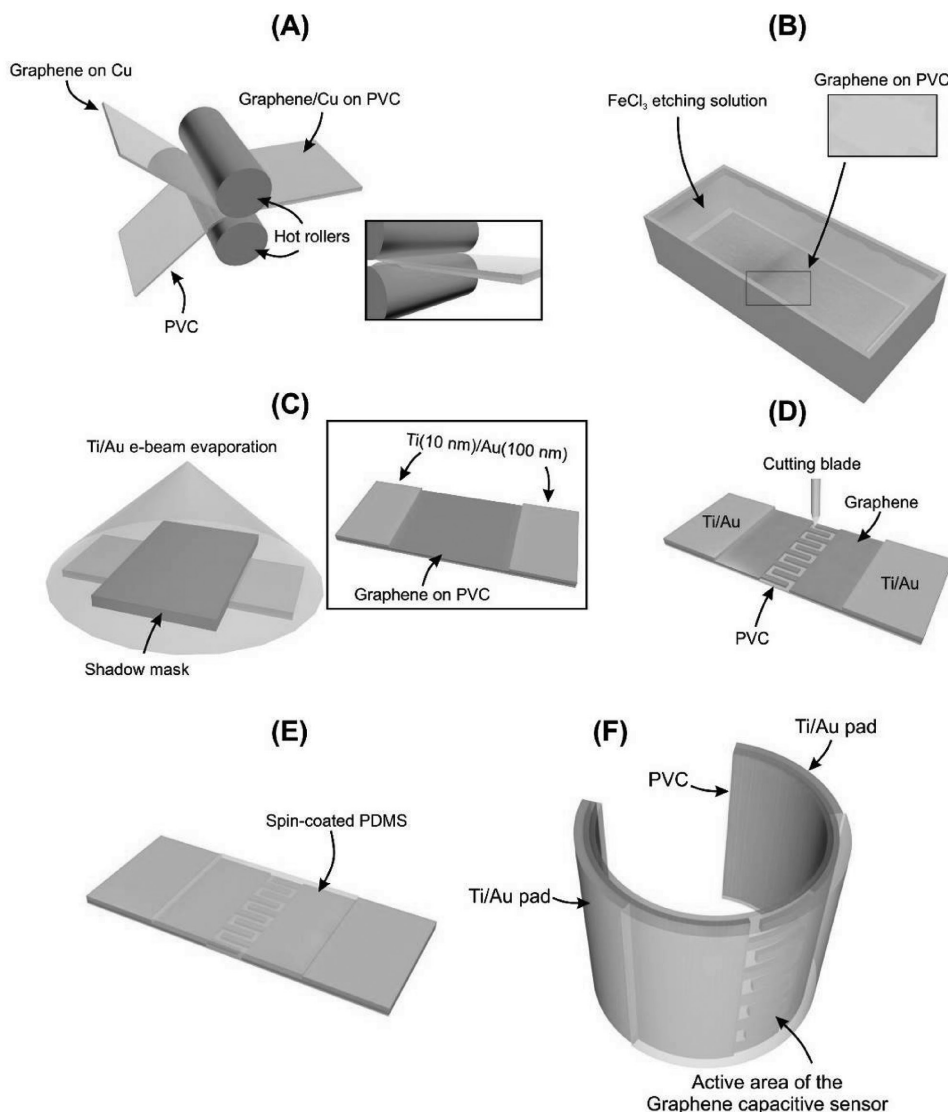 (A)
Graphene on Cu
Graphene/Cu on PVC
Hot rollers
PVC
(B)
Graphene on PVC
FeCl₃ etching solution
(C)
Ti/Au e-beam evaporation
Ti(10 nm)/Au(100 nm)
Graphene on PVC
Shadow mask
(D)
Cutting blade
Graphene
Ti/Au
Ti/Au
PVC
(E)
Spin-coated PDMS
(F)
Ti/Au pad
PVC
Ti/Au pad
Active area of the
Graphene capacitive sensor